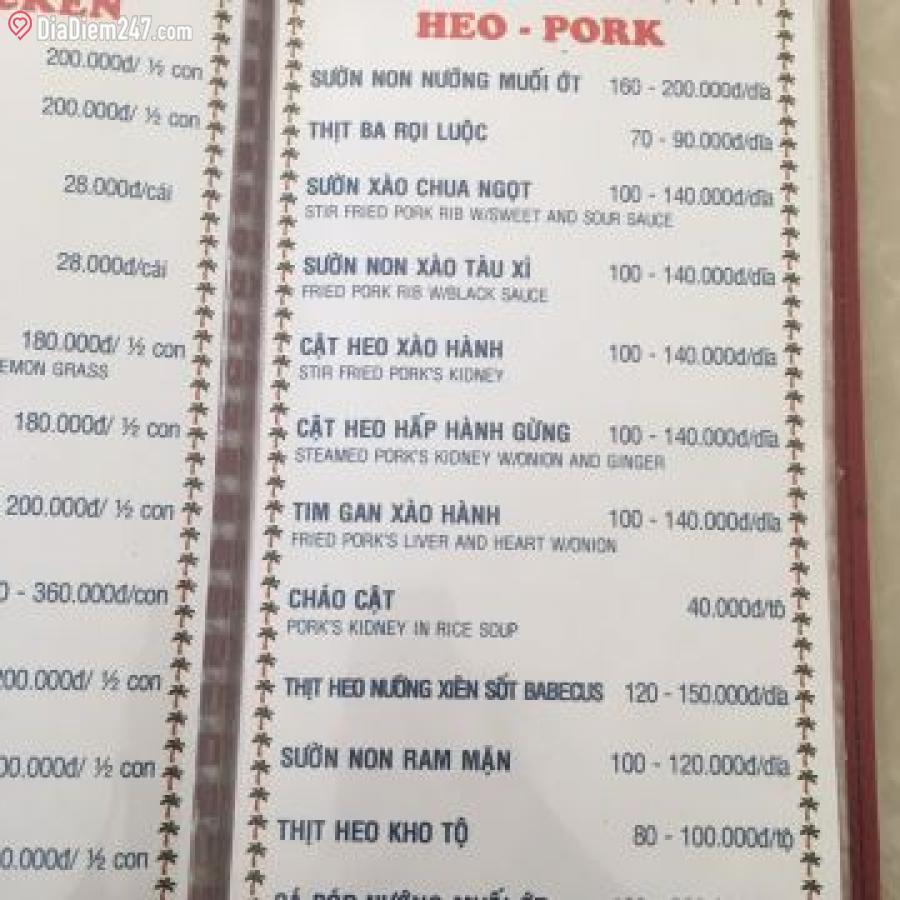 DiaDiem247.com
200.000đ/ ½ con
200.000đ/ ½ con
28.000đ/cái
28.000đ/cái
180.000đ/ ½ con
EMON GRASS
180.000đ/ ½ con
200.000đ/ ½ con
- 360.000đ/con
00.000đ/ ½ con
00.000đ/ ½ con
0.000đ/ ½ con
HEO - PORK
SƯỜN NON NƯỚNG MUỐI ỚT 160 - 200.000đ/dĩa
THỊT BA RỌI LUỘC 70 - 90.000đ/dĩa
SƯỜN XÀO CHUA NGỌT 100 - 140.000đ/dĩa
STIR FRIED PORK RIB W/SWEET AND SOUR SAUCE
SƯỜN NON XÀO TÀU XỈ 100 - 140.000đ/dĩa
FRIED PORK RIB W/BLACK SAUCE
CẬT HEO XÀO HÀNH 100 - 140.000đ/dĩa
STIR FRIED PORK'S KIDNEY
CẬT HEO HẤP HÀNH GỪNG 100 - 140.000đ/dĩa
STEAMED PORK'S KIDNEY W/ONION AND GINGER
TIM GAN XÀO HÀNH 100 - 140.000đ/dĩa
FRIED PORK'S LIVER AND HEART W/ONION
CHÁO CẬT 40.000đ/tô
PORK'S KIDNEY IN RICE SOUP
THỊT HEO NƯỚNG XIÊN SỐT BABECUS 120 - 150.000đ/dĩa
SƯỜN NON RAM MẶN 100 - 120.000đ/dĩa
THỊT HEO KHO TỘ 80 - 100.000đ/tộ